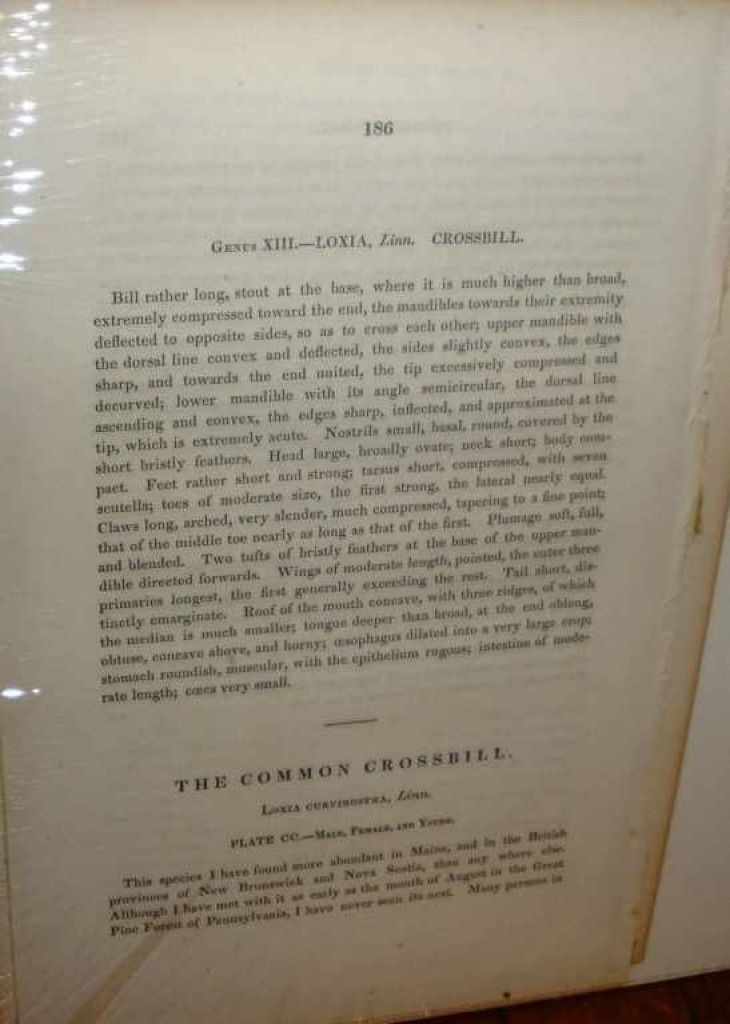 186
GENUS XIII.—LOXIA, Linn. CROSSBILL.
Bill rather long, stout at the base, where it is much higher than broad,
extremely compressed toward the end, the mandibles towards their extremity
deflected to opposite sides, so as to cross each other; upper mandible with
the dorsal line convex and deflected, the sides slightly convex, the edges
sharp, and towards the end united, the tip excessively compressed and
decurved; lower mandible with its angle semicircular, the dorsal line
ascending and convex, the edges sharp, inflected, and approximated at the
tip, which is extremely acute. Nostrils small, basal, round, covered by the
short bristly feathers. Head large, broadly ovate; neck short; body com-
pact. Feet rather short and strong; tarsus short, compressed, with seven
scutella; toes of moderate size, the first strong, the lateral nearly equal.
Claws long, arched, very slender, much compressed, tapering to a fine point;
that of the middle toe nearly as long as that of the first. Plumage soft, full,
and blended. Two tufts of bristly feathers at the base of the upper man-
dible directed forwards. Wings of moderate length, pointed, the outer three
primaries longest, the first generally exceeding the rest. Tail short, dis-
tinctly emarginate. Roof of the mouth concave, with three ridges, of which
the median is much smaller; tongue deeper than broad, at the end oblong,
obtuse, concave above, and horny; œsophagus dilated into a very large crop;
stomach roundish, muscular, with the epithelium rugous; intestine of mode-
rate length; cœca very small.
THE COMMON CROSSBILL.
LOXIA CURVIROSTRA, Linn.
PLATE CC.—MALE, FEMALE, AND YOUNG.
This species I have found more abundant in Maine, and in the British
provinces of New Brunswick and Nova Scotia, than any where else.
Although I have met with it as early as the month of August in the Great
Pine Forest of Pennsylvania, I have never seen its nest. Many persons in